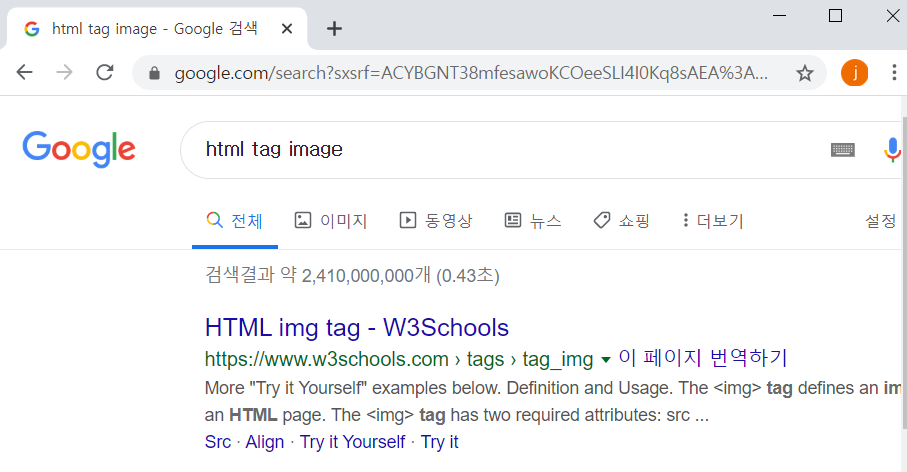 html tag image - Google 검색
google.com/search?sxsrf=ACYBGNT38mfesawoKCOeeSLI4I0Kq8sAEA%3A...
j
Google
html tag image
전체 이미지 동영상 뉴스 쇼핑 더보기 설정
검색결과 약 2,410,000,000개 (0.43초)
HTML img tag - W3Schools
https://www.w3schools.com › tags › tag_img 이 페이지 번역하기
More "Try it Yourself" examples below. Definition and Usage. The <img> tag defines an im
an HTML page. The <img> tag has two required attributes: src ...
Src · Align · Try it Yourself · Try it